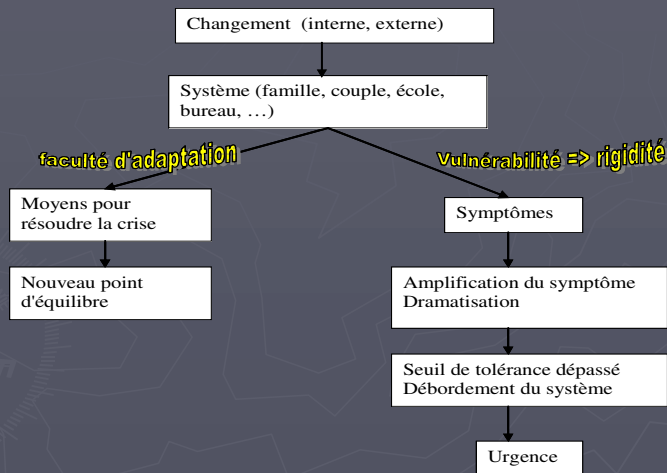 Changement (interne, externe)
Système (famille, couple, école,
bureau, …)
faculté d'adaptation
Vulnérabilité => rigidité
Moyens pour
résoudre la crise
Symptômes
Nouveau point
d'équilibre
Amplification du symptôme
Dramatisation
Seuil de tolérance dépassé
Débordement du système
Urgence